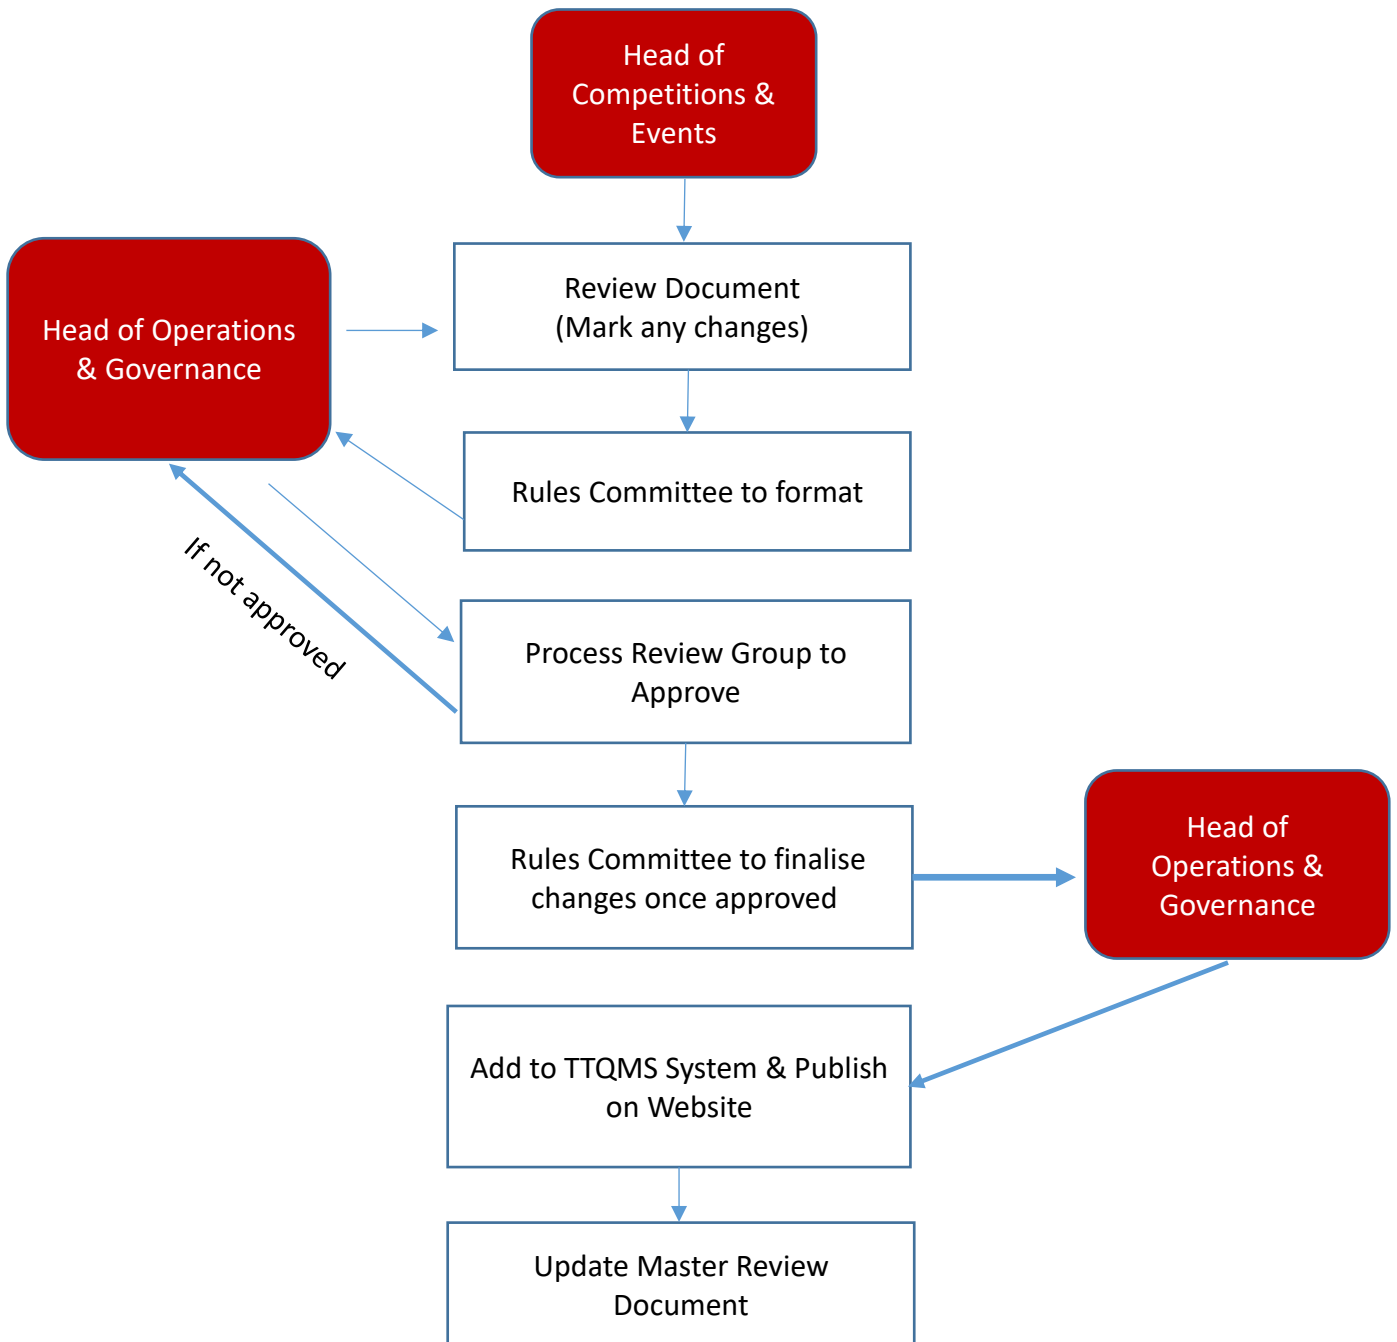 Head of
Competitions &
Events
Review Document
(Mark any changes)
Head of Operations
& Governance
Rules Committee to format
If not approved
Process Review Group to
Approve
Rules Committee to finalise
changes once approved
Head of
Operations &
Governance
Add to TTQMS System & Publish
on Website
Update Master Review
Document